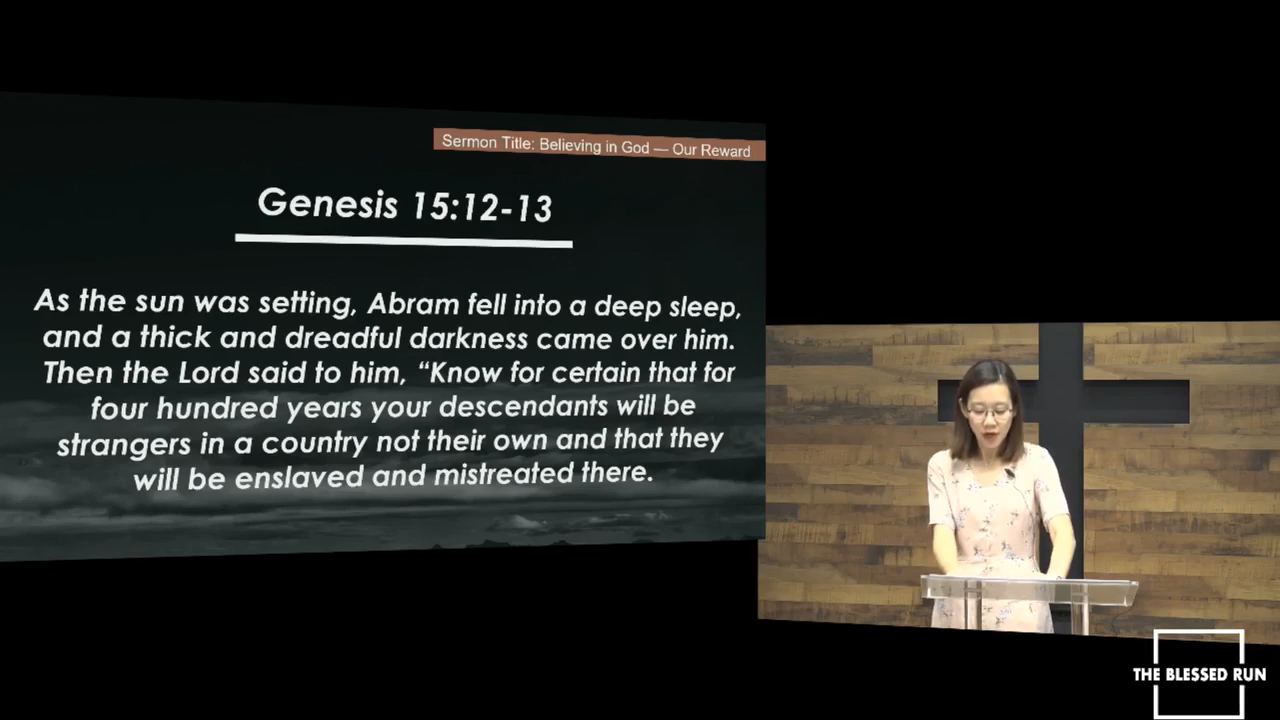 Sermon Title: Believing in God — Our Reward
Genesis 15:12-13
As the sun was setting, Abram fell into a deep sleep,
and a thick and dreadful darkness came over him.
Then the Lord said to him, “Know for certain that for
four hundred years your descendants will be
strangers in a country not their own and that they
will be enslaved and mistreated there.
THE BLESSED RUN